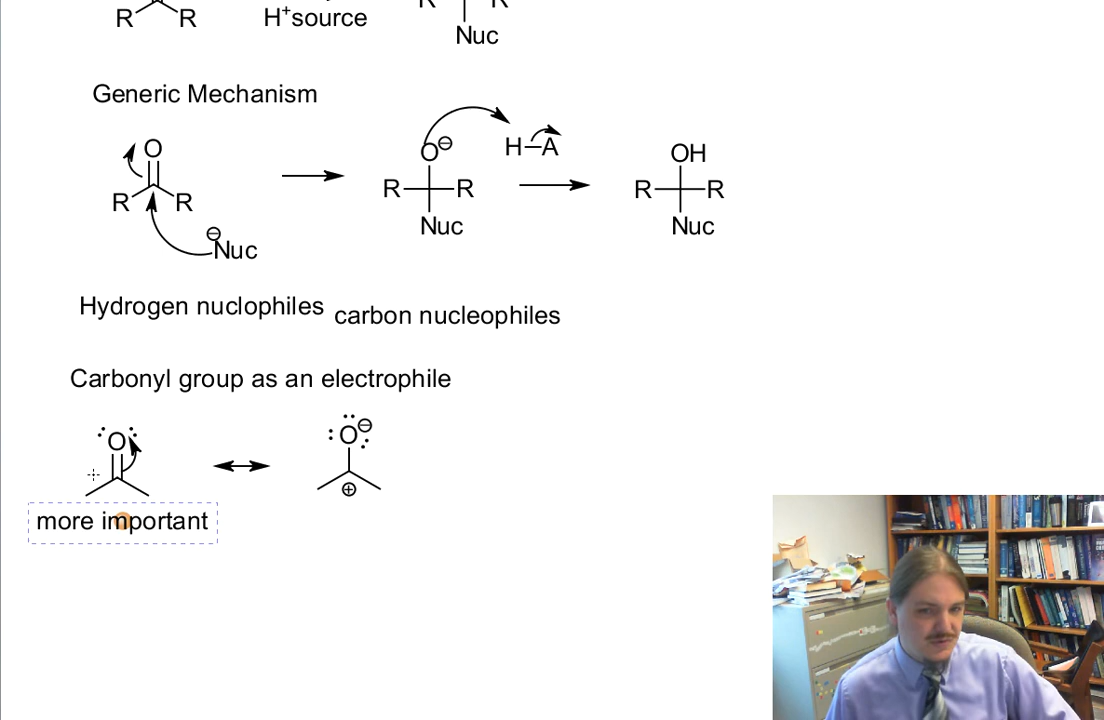 R R H+source R R
Nuc
Generic Mechanism
O O⊖ H–A OH
R R R R R R
⊖Nuc Nuc Nuc
Hydrogen nuclophiles carbon nucleophiles
Carbonyl group as an electrophile
:O: :Ö:⊖
⊕
more important